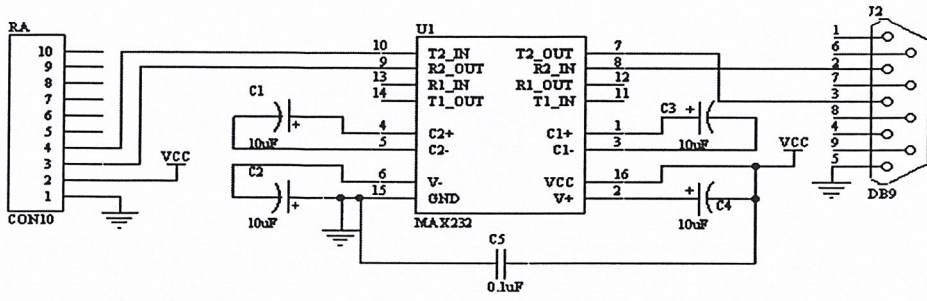 RA
10
9
8
7
6
5
4
3
2
1
CON10
VCC
C1
10uF
+
C2
10uF
+
U1
10 T2_IN T2_OUT 7
9 R2_OUT R2_IN 8
13 R1_IN R1_OUT 12
14 T1_OUT T1_IN 11
4 C2+ C1+ 1
5 C2- C1- 3
6 V- VCC 16
15 GND V+ 2
MAX232
C3
+
10uF
VCC
+
C4
10uF
C5
0.1uF
J2
1
6
2
7
3
8
4
9
5
DB9